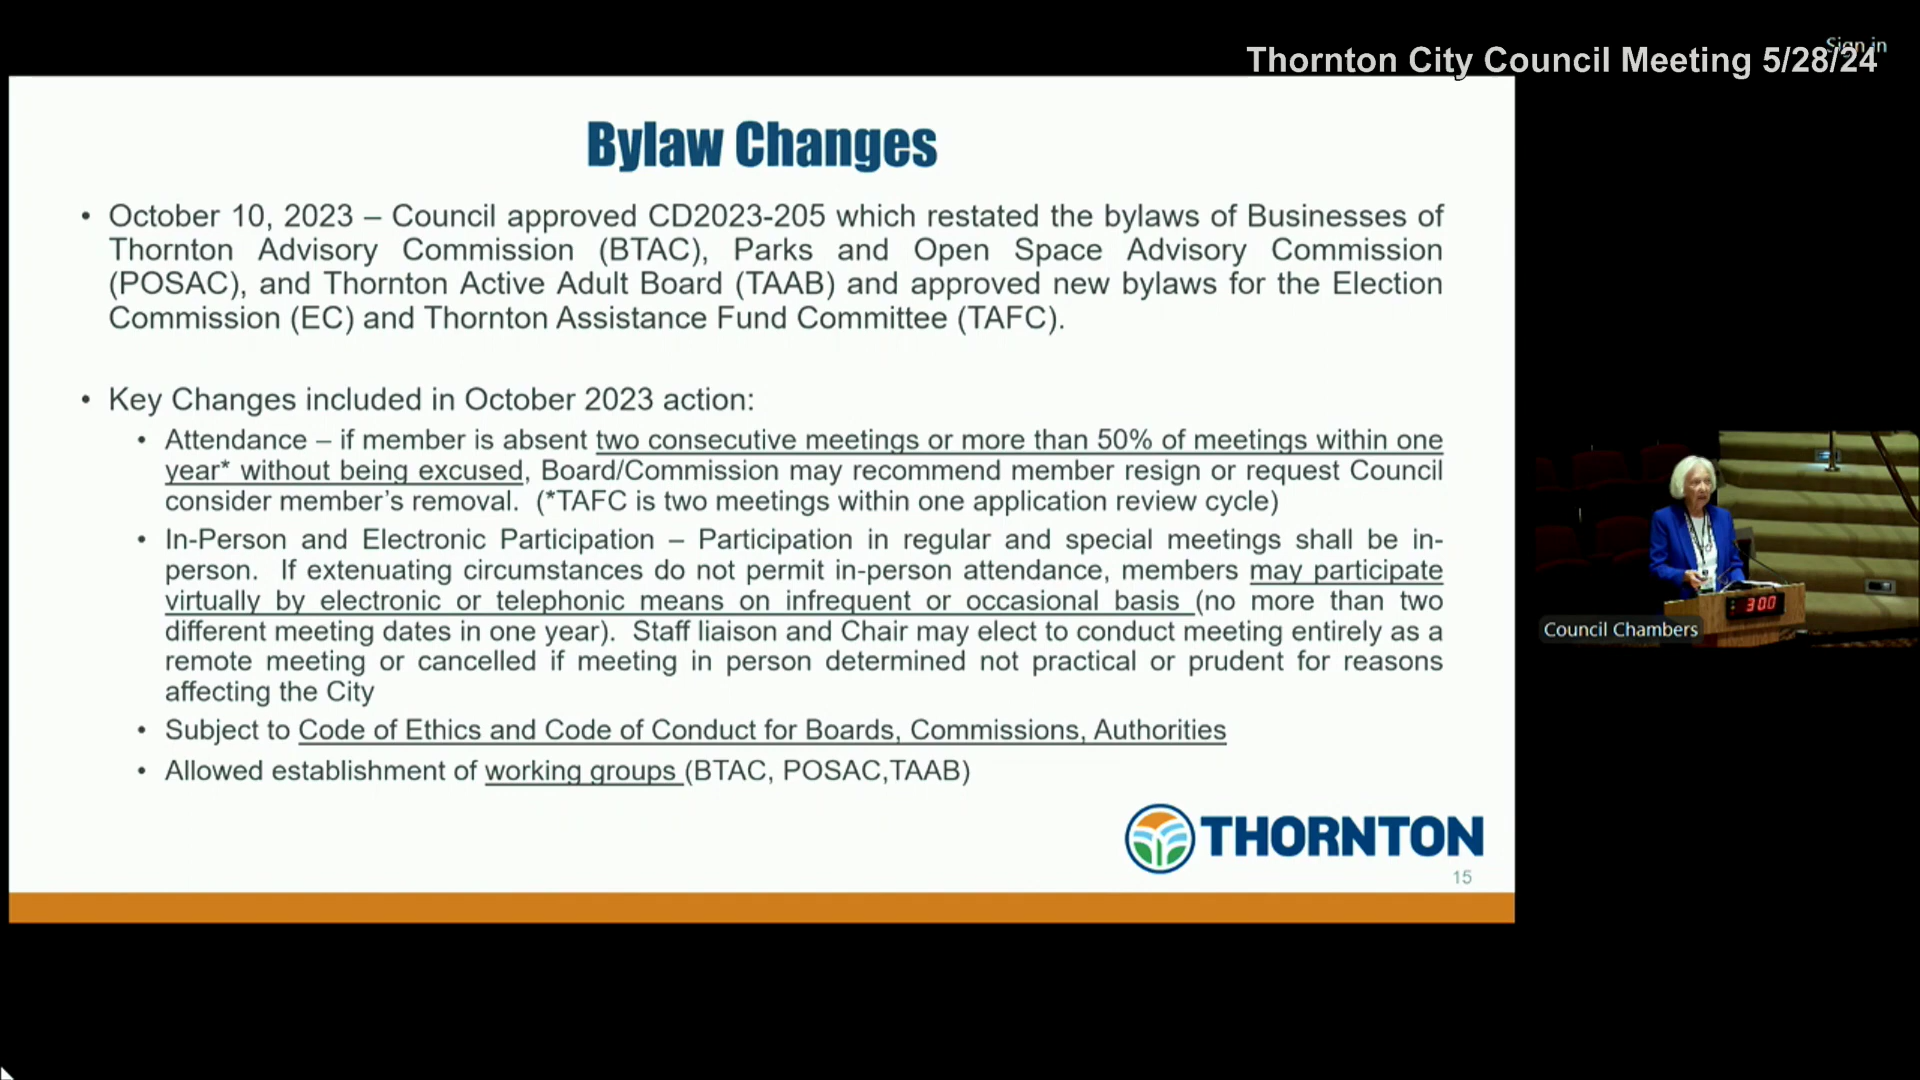 Sign in
Thornton City Council Meeting 5/28/24
Bylaw Changes
• October 10, 2023 – Council approved CD2023-205 which restated the bylaws of Businesses of
Thornton Advisory Commission (BTAC), Parks and Open Space Advisory Commission
(POSAC), and Thornton Active Adult Board (TAAB) and approved new bylaws for the Election
Commission (EC) and Thornton Assistance Fund Committee (TAFC).
• Key Changes included in October 2023 action:
• Attendance – if member is absent two consecutive meetings or more than 50% of meetings within one
year* without being excused, Board/Commission may recommend member resign or request Council
consider member's removal. (*TAFC is two meetings within one application review cycle)
• In-Person and Electronic Participation – Participation in regular and special meetings shall be in-
person. If extenuating circumstances do not permit in-person attendance, members may participate
virtually by electronic or telephonic means on infrequent or occasional basis (no more than two
different meeting dates in one year). Staff liaison and Chair may elect to conduct meeting entirely as a
remote meeting or cancelled if meeting in person determined not practical or prudent for reasons
affecting the City
• Subject to Code of Ethics and Code of Conduct for Boards, Commissions, Authorities
• Allowed establishment of working groups (BTAC, POSAC,TAAB)
THORNTON
15
300
Council Chambers